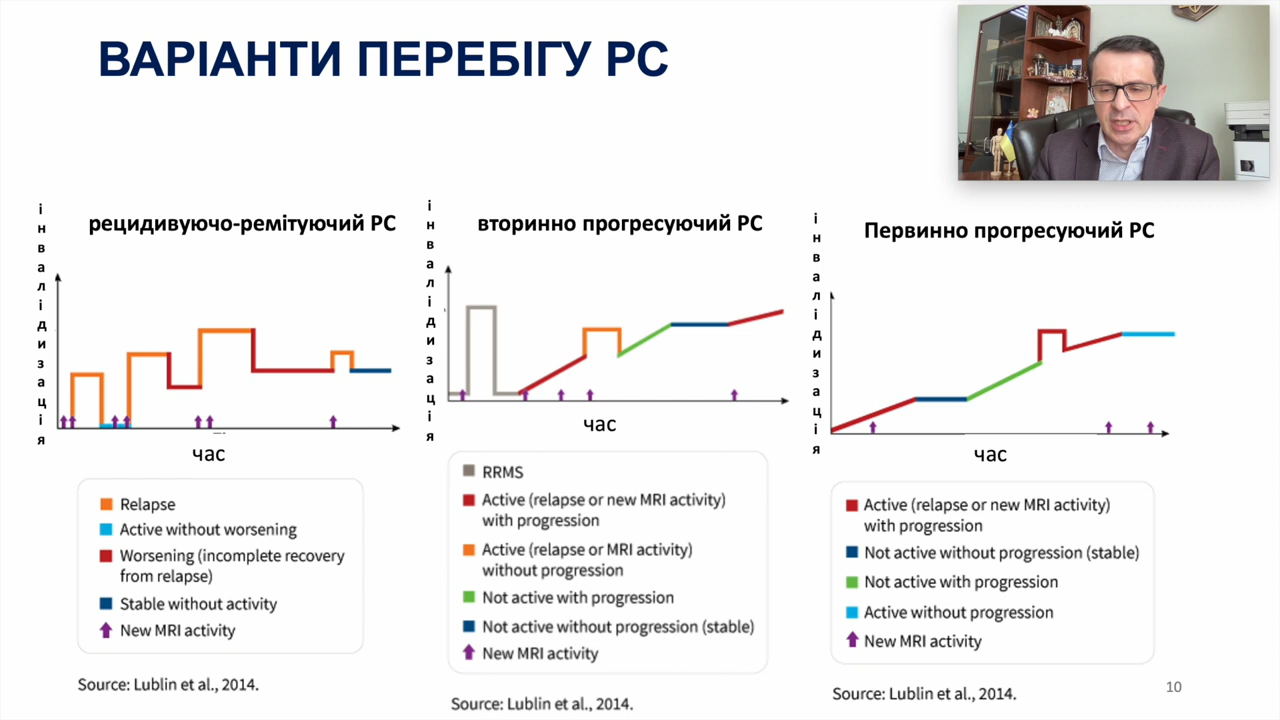 ВАРІАНТИ ПЕРЕБІГУ РС
інвалідизація
рецидивуючо-ремітуючий РС
час
Relapse
Active without worsening
Worsening (incomplete recovery
from relapse)
Stable without activity
New MRI activity
Source: Lublin et al., 2014.
інвалідизація
вторинно прогресуючий РС
час
RRMS
Active (relapse or new MRI activity)
with progression
Active (relapse or MRI activity)
without progression
Not active with progression
Not active without progression (stable)
New MRI activity
Source: Lublin et al., 2014.
інвалідизація
Первинно прогресуючий РС
час
Active (relapse or new MRI activity)
with progression
Not active without progression (stable)
Not active with progression
Active without progression
New MRI activity
Source: Lublin et al., 2014.
10